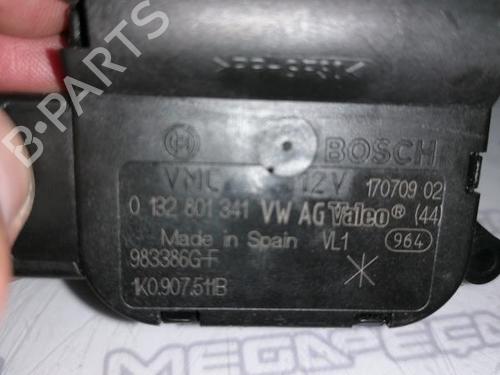 BOSCH
VMC 12V 170709 02
0 132 801 341 VW AG Valeo® (44)
Made in Spain VL1 964
983386G-F
1K0.907.511B
B-PARTS
MEGAPEÇA